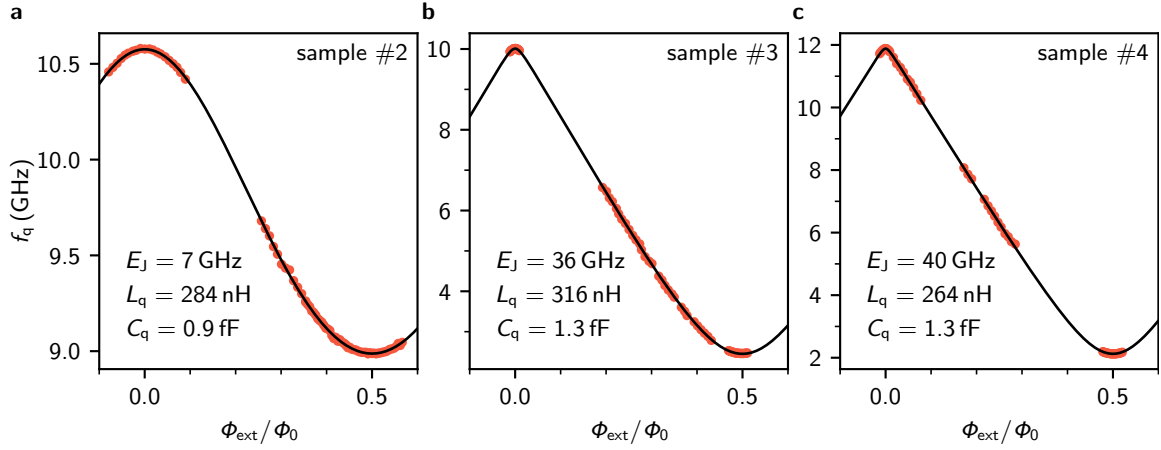 a
sample #2
f_q (GHz)
10.5
10.0
9.5
9.0
E_J = 7 GHz
L_q = 284 nH
C_q = 0.9 fF
0.0
0.5
Φ_ext/Φ_0
b
sample #3
10
8
6
4
E_J = 36 GHz
L_q = 316 nH
C_q = 1.3 fF
0.0
0.5
Φ_ext/Φ_0
c
sample #4
12
10
8
6
4
2
E_J = 40 GHz
L_q = 264 nH
C_q = 1.3 fF
0.0
0.5
Φ_ext/Φ_0